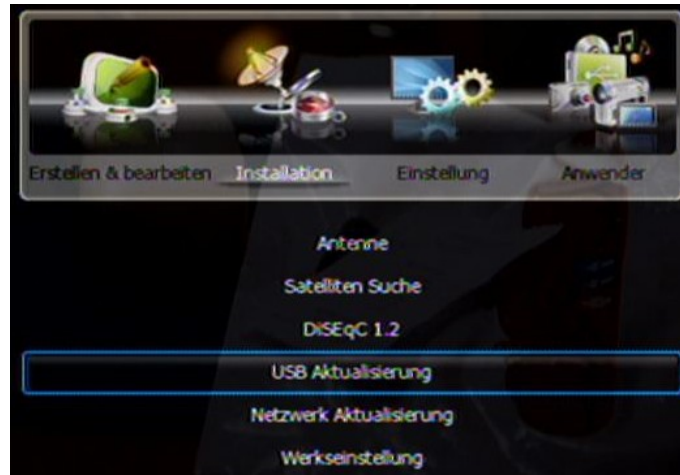 Erstellen & bearbeiten Installation Einstellung Anwender
Antenne
Satelliten Suche
DiSEqC 1.2
USB Aktualisierung
Netzwerk Aktualisierung
Werkseinstellung